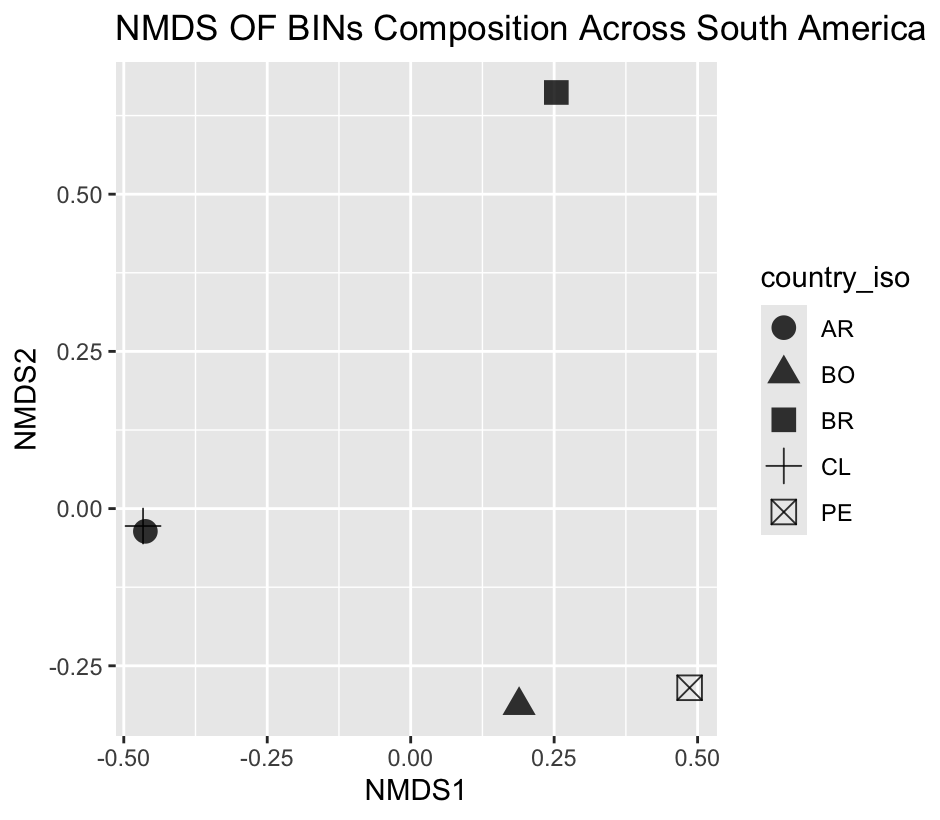 NMDS OF BINs Composition Across South America
NMDS2
0.50
0.25
0.00
-0.25
-0.50
-0.25
0.00
0.25
0.50
NMDS1
country_iso
AR
BO
BR
CL
PE